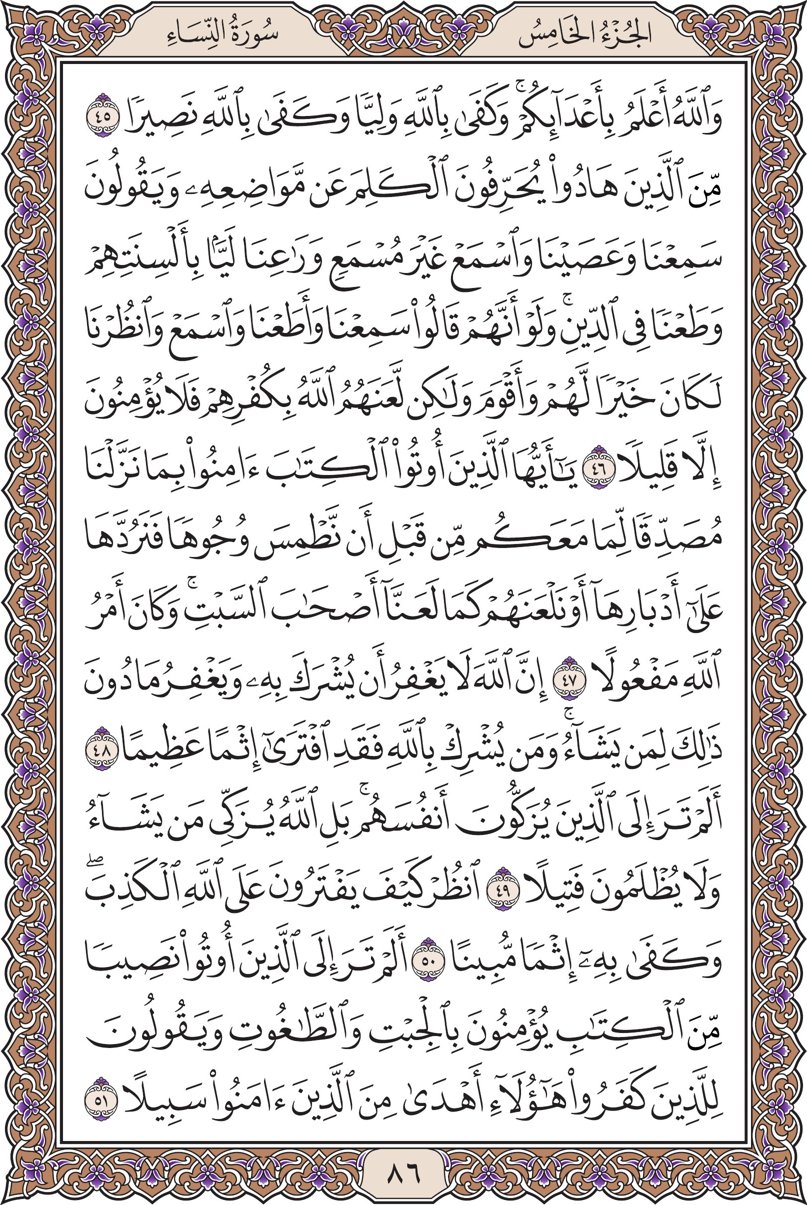 الجُزْءُ الخَامِسُ
سُورَةُ النِّسَاءِ
وَٱللَّهُ أَعۡلَمُ بِأَعۡدَآئِكُمۡۚ وَكَفَىٰ بِٱللَّهِ وَلِيّٗا وَكَفَىٰ بِٱللَّهِ نَصِيرٗا ٤٥
مِّنَ ٱلَّذِينَ هَادُواْ يُحَرِّفُونَ ٱلۡكَلِمَ عَن مَّوَاضِعِهِۦ وَيَقُولُونَ
سَمِعۡنَا وَعَصَيۡنَا وَٱسۡمَعۡ غَيۡرَ مُسۡمَعٖ وَرَٰعِنَا لَيَّۢا بِأَلۡسِنَتِهِمۡ
وَطَعۡنٗا فِي ٱلدِّينِۚ وَلَوۡ أَنَّهُمۡ قَالُواْ سَمِعۡنَا وَأَطَعۡنَا وَٱسۡمَعۡ وَٱنظُرۡنَا
لَكَانَ خَيۡرٗا لَّهُمۡ وَأَقۡوَمَ وَلَٰكِن لَّعَنَهُمُ ٱللَّهُ بِكُفۡرِهِمۡ فَلَا يُؤۡمِنُونَ
إِلَّا قَلِيلٗا ٤٦ يَٰٓأَيُّهَا ٱلَّذِينَ أُوتُواْ ٱلۡكِتَٰبَ ءَامِنُواْ بِمَا نَزَّلۡنَا
مُصَدِّقٗا لِّمَا مَعَكُم مِّن قَبۡلِ أَن نَّطۡمِسَ وُجُوهٗا فَنَرُدَّهَا
عَلَىٰٓ أَدۡبَارِهَآ أَوۡ نَلۡعَنَهُمۡ كَمَا لَعَنَّآ أَصۡحَٰبَ ٱلسَّبۡتِۚ وَكَانَ أَمۡرُ
ٱللَّهِ مَفۡعُولًا ٤٧ إِنَّ ٱللَّهَ لَا يَغۡفِرُ أَن يُشۡرَكَ بِهِۦ وَيَغۡفِرُ مَا دُونَ
ذَٰلِكَ لِمَن يَشَآءُۚ وَمَن يُشۡرِكۡ بِٱللَّهِ فَقَدِ ٱفۡتَرَىٰٓ إِثۡمًا عَظِيمًا ٤٨
أَلَمۡ تَرَ إِلَى ٱلَّذِينَ يُزَكُّونَ أَنفُسَهُمۚ بَلِ ٱللَّهُ يُزَكِّي مَن يَشَآءُ
وَلَا يُظۡلَمُونَ فَتِيلًا ٤٩ ٱنظُرۡ كَيۡفَ يَفۡتَرُونَ عَلَى ٱللَّهِ ٱلۡكَذِبَۖ
وَكَفَىٰ بِهِۦٓ إِثۡمٗا مُّبِينًا ٥٠ أَلَمۡ تَرَ إِلَى ٱلَّذِينَ أُوتُواْ نَصِيبٗا
مِّنَ ٱلۡكِتَٰبِ يُؤۡمِنُونَ بِٱلۡجِبۡتِ وَٱلطَّٰغُوتِ وَيَقُولُونَ
لِلَّذِينَ كَفَرُواْ هَٰٓؤُلَآءِ أَهۡدَىٰ مِنَ ٱلَّذِينَ ءَامَنُواْ سَبِيلًا ٥١
٨٦